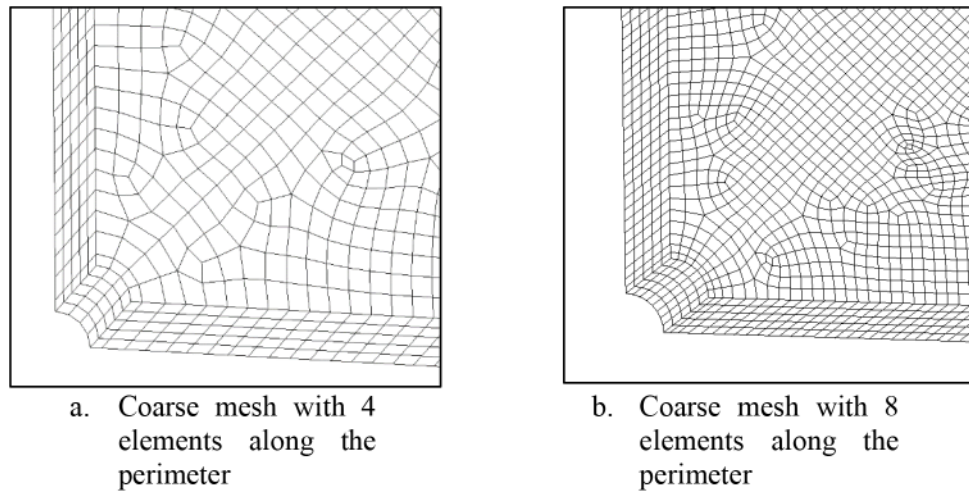 a. Coarse mesh with 4
elements along the
perimeter
b. Coarse mesh with 8
elements along the
perimeter